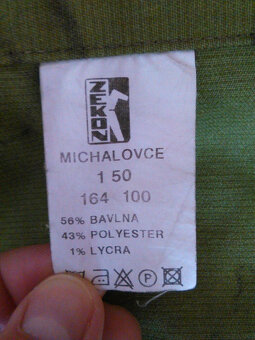 ZEKON
MICHALOVCE
1 50
164 100
56% BAVLNA
43% POLYESTER
1% LYCRA
P